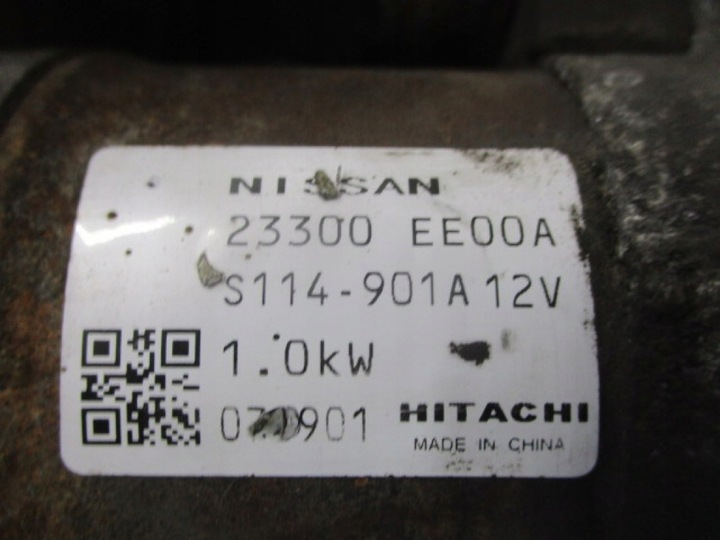 NISSAN
23300 EE00A
S114-901A 12V
1.0kW
HITACHI
MADE IN CHINA